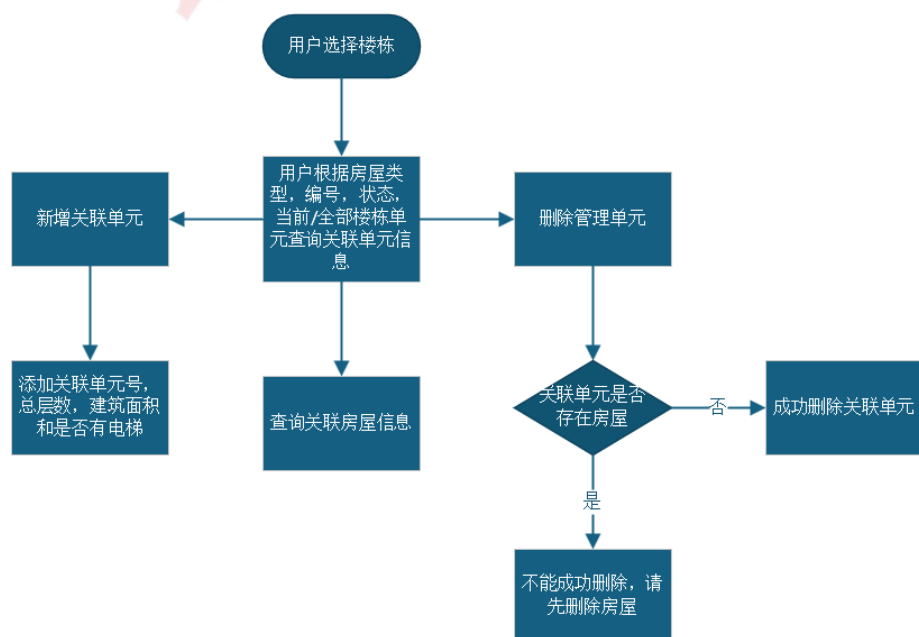 用户选择楼栋
用户根据房屋类
型，编号，状态，
当前/全部楼栋单
元查询关联单元信
息
新增关联单元
删除管理单元
添加关联单元号，
总层数，建筑面积
和是否有电梯
查询关联房屋信息
关联单元是否
存在房屋
否
成功删除关联单元
是
不能成功删除，请
先删除房屋